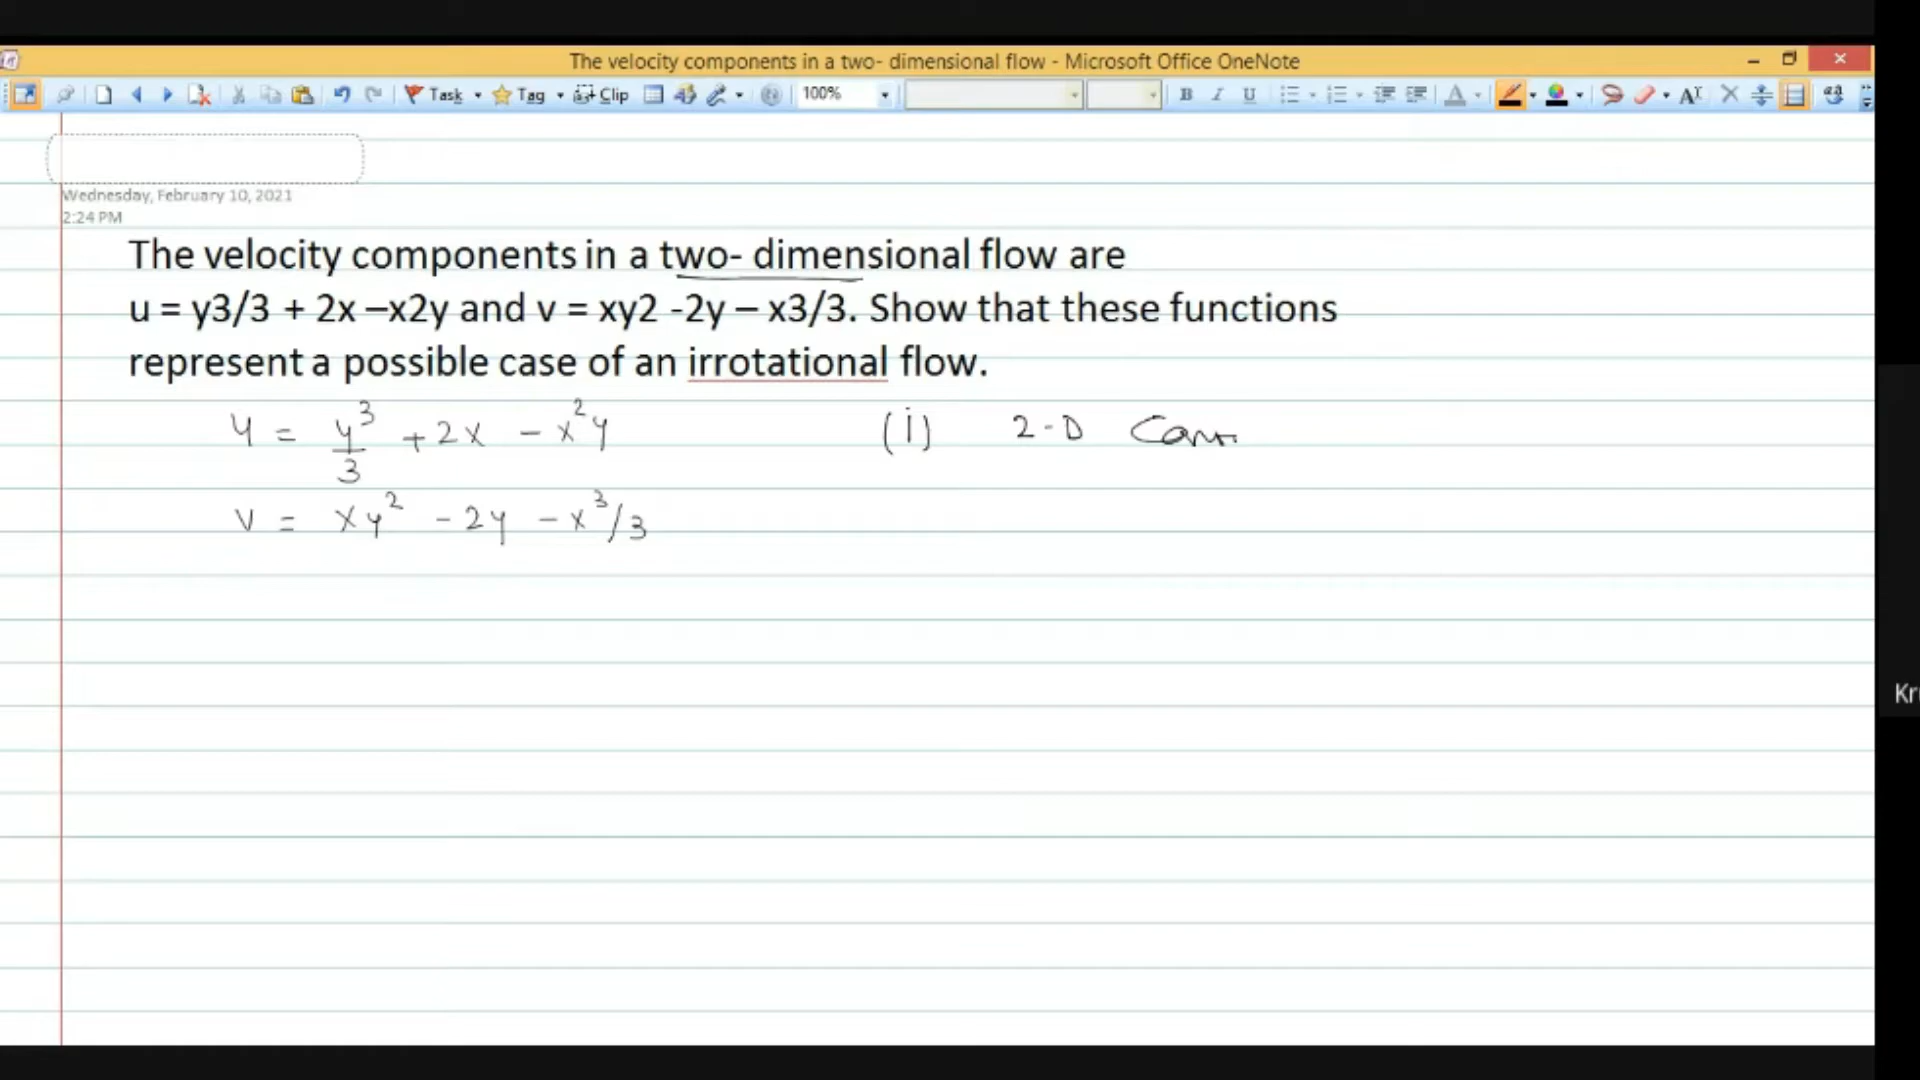 The velocity components in a two- dimensional flow - Microsoft Office OneNote
Task Tag Clip 100% B I U A
Wednesday, February 10, 2021
2:24 PM
The velocity components in a two- dimensional flow are
u = y3/3 + 2x –x2y and v = xy2 -2y – x3/3. Show that these functions
represent a possible case of an irrotational flow.
u = y³/3 + 2x - x²y (i) 2-D
v = xy² - 2y - x³/3
Kr